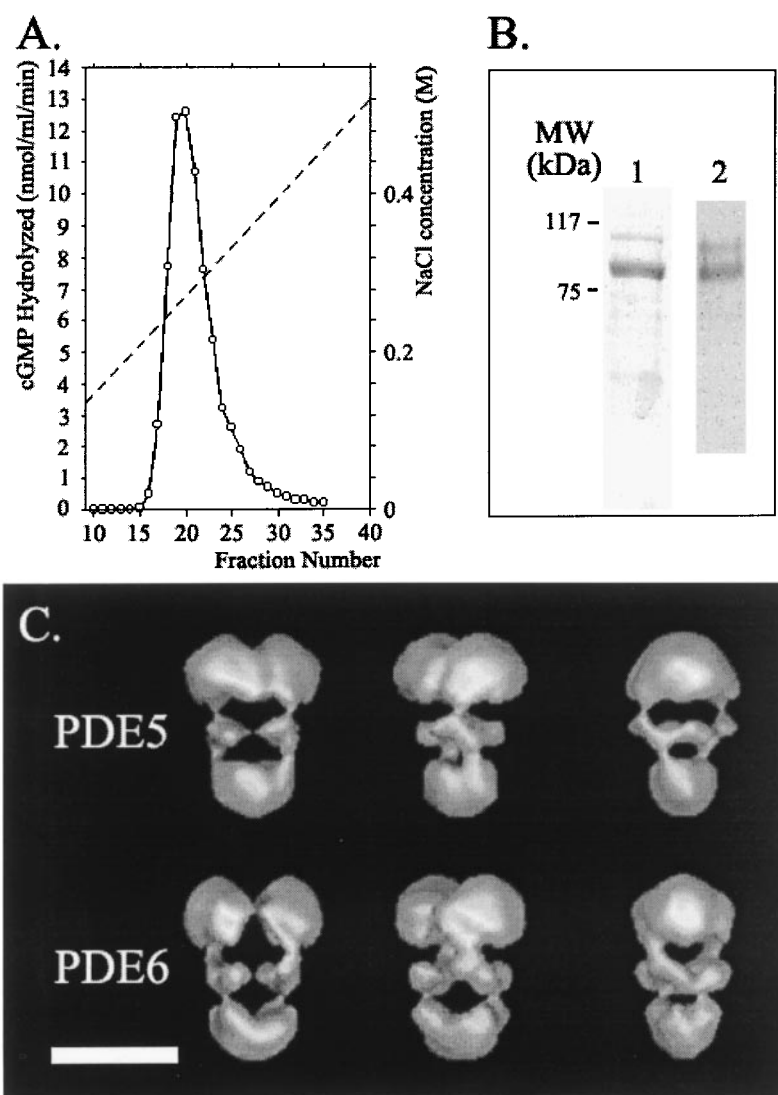 A.
14
13
12
11
10
9
8
7
6
5
4
3
2
1
0
cGMP Hydrolyzed (nmol/ml/min)
0.4
0.2
0
NaCl concentration (M)
10 15 20 25 30 35 40
Fraction Number
B.
MW
(kDa)
1 2
117
75
C.
PDE5
PDE6